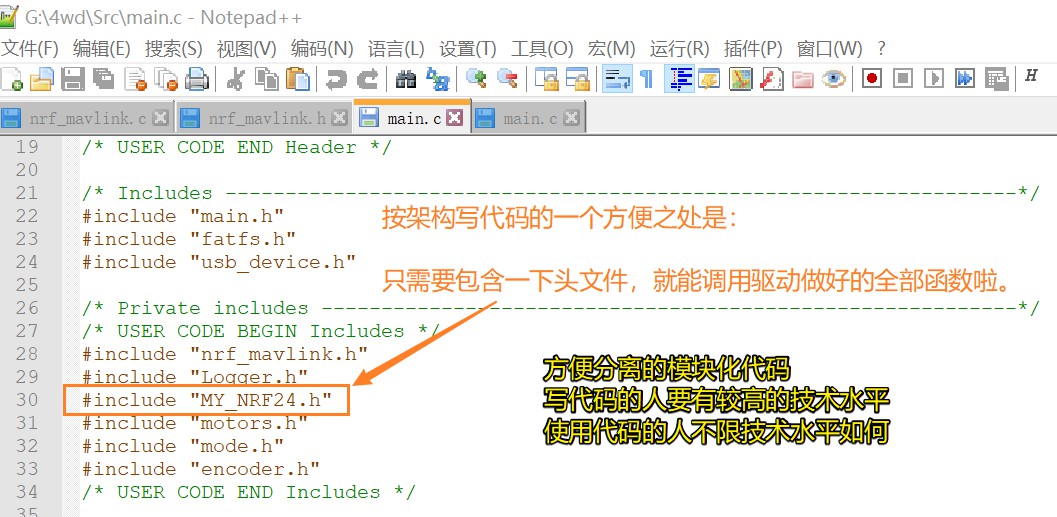 G:\4wd\Src\main.c - Notepad++
文件(F) 编辑(E) 搜索(S) 视图(V) 编码(N) 语言(L) 设置(T) 工具(O) 宏(M) 运行(R) 插件(P) 窗口(W) ?
H
nrf_mavlink.c nrf_mavlink.h main.c main.c
19 /* USER CODE END Header */
20
21 /* Includes ------------------------------------------------------------------*/
22 #include "main.h"
按架构写代码的一个方便之处是：
23 #include "fatfs.h"
24 #include "usb_device.h"
只需要包含一下头文件，就能调用驱动做好的全部函数啦。
25
26 /* Private includes ----------------------------------------------------------*/
27 /* USER CODE BEGIN Includes */
28 #include "nrf_mavlink.h"
29 #include "Logger.h"
30 #include "MY_NRF24.h"
31 #include "motors.h"
32 #include "mode.h"
33 #include "encoder.h"
34 /* USER CODE END Includes */
35
方便分离的模块化代码
写代码的人要有较高的技术水平
使用代码的人不限技术水平如何